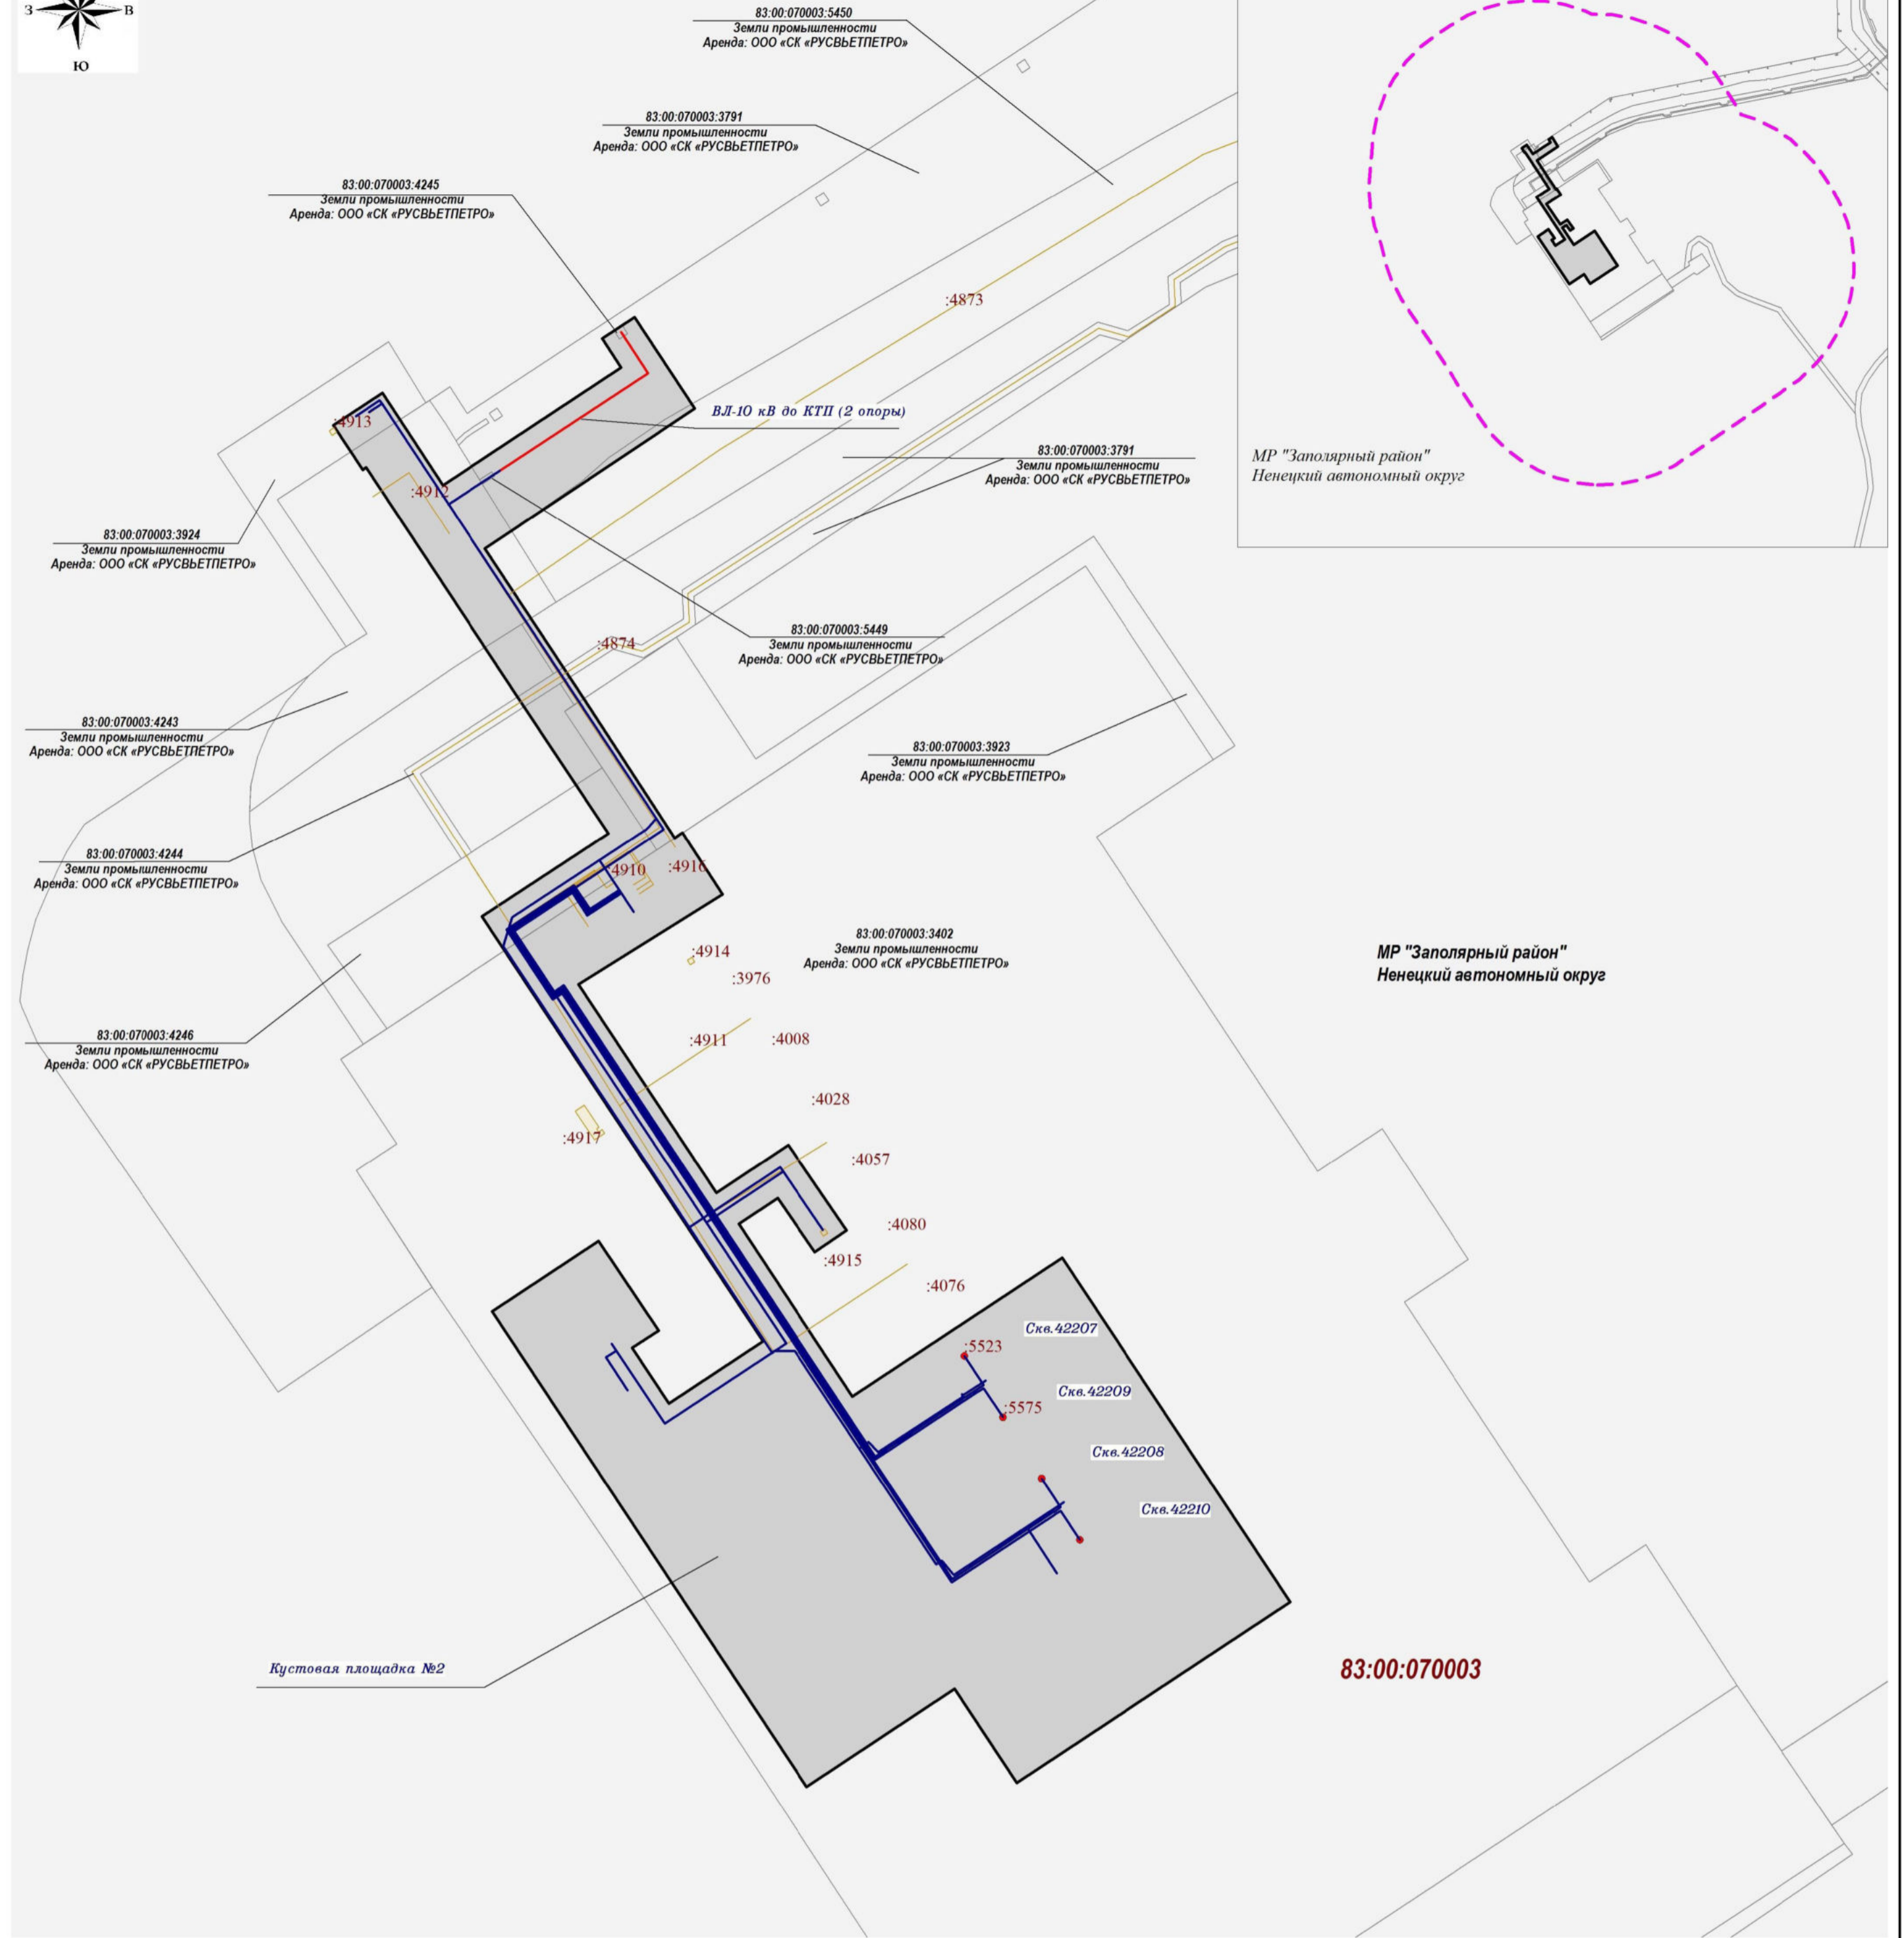 З
В
Ю
83:00:070003:5450
Земли промышленности
Аренда: ООО «СК «РУСВЬЕТПЕТРО»
83:00:070003:3791
Земли промышленности
Аренда: ООО «СК «РУСВЬЕТПЕТРО»
83:00:070003:4245
Земли промышленности
Аренда: ООО «СК «РУСВЬЕТПЕТРО»
:4873
:4913
ВЛ-10 кВ до КТП (2 опоры)
83:00:070003:3791
Земли промышленности
Аренда: ООО «СК «РУСВЬЕТПЕТРО»
МР "Заполярный район"
Ненецкий автономный округ
:4912
83:00:070003:3924
Земли промышленности
Аренда: ООО «СК «РУСВЬЕТПЕТРО»
:4874
83:00:070003:5449
Земли промышленности
Аренда: ООО «СК «РУСВЬЕТПЕТРО»
83:00:070003:4243
Земли промышленности
Аренда: ООО «СК «РУСВЬЕТПЕТРО»
83:00:070003:3923
Земли промышленности
Аренда: ООО «СК «РУСВЬЕТПЕТРО»
83:00:070003:4244
Земли промышленности
Аренда: ООО «СК «РУСВЬЕТПЕТРО»
:4910
:4916
83:00:070003:3402
Земли промышленности
Аренда: ООО «СК «РУСВЬЕТПЕТРО»
МР "Заполярный район"
Ненецкий автономный округ
:4914
:3976
83:00:070003:4246
Земли промышленности
Аренда: ООО «СК «РУСВЬЕТПЕТРО»
:4911
:4008
:4028
:4917
:4057
:4080
:4915
:4076
Скв.42207
:5523
Скв.42209
:5575
Скв.42208
Скв.42210
Кустовая площадка №2
83:00:070003